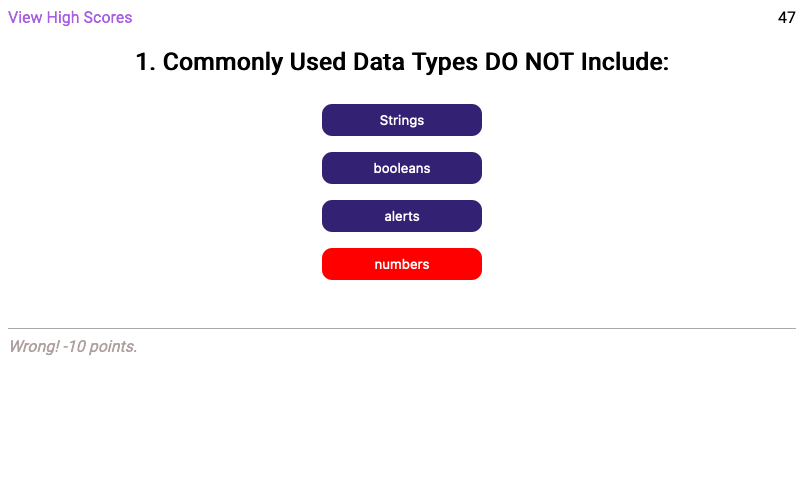 View High Scores
47
1. Commonly Used Data Types DO NOT Include:
Strings
booleans
alerts
numbers
Wrong! -10 points.